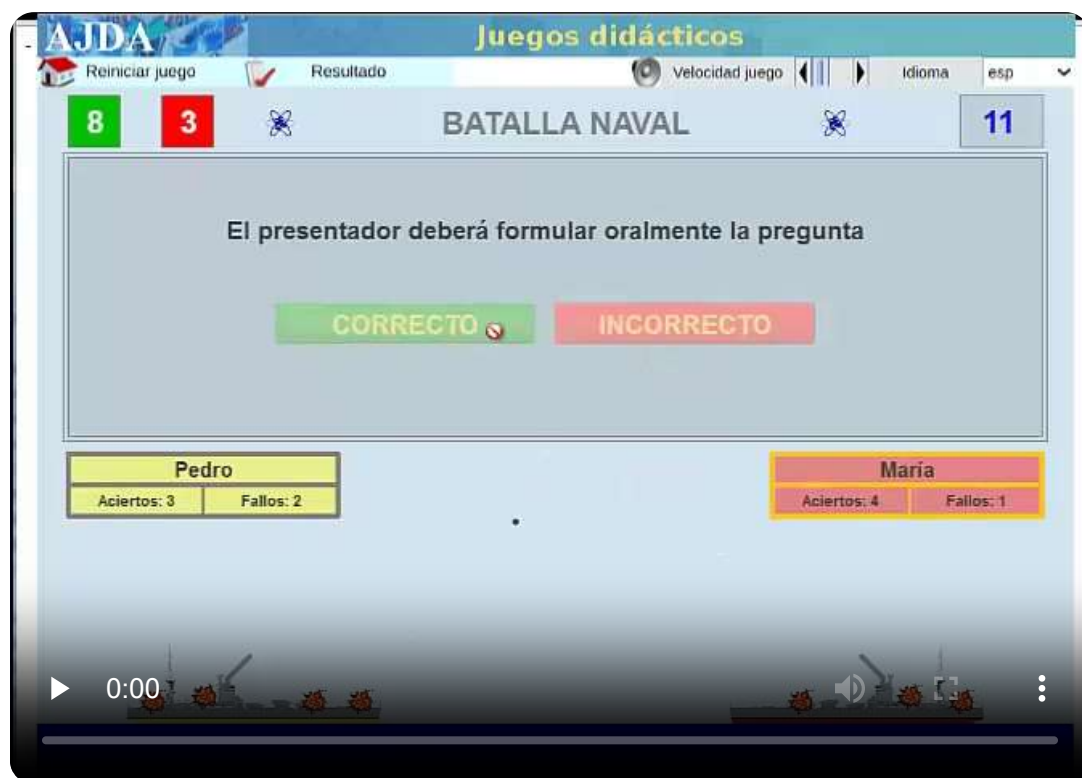 AJDA Juegos didácticos
Reiniciar juego Resultado Velocidad juego Idioma esp
8 3 BATALLA NAVAL 11
El presentador deberá formular oralmente la pregunta
CORRECTO INCORRECTO
Pedro María
Aciertos: 3 Fallos: 2 Aciertos: 4 Fallos: 1
0:00